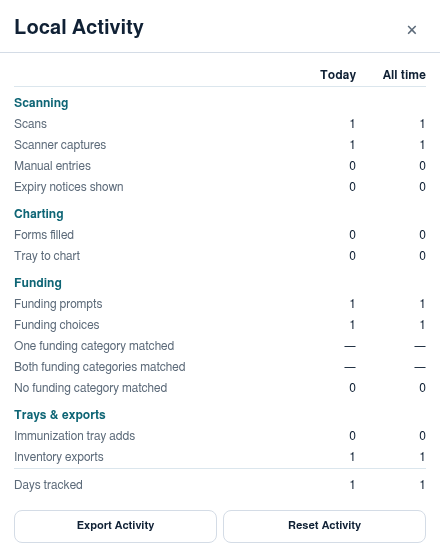 Local Activity ×
Today All time
Scanning
Scans 1 1
Scanner captures 1 1
Manual entries 0 0
Expiry notices shown 0 0
Charting
Forms filled 0 0
Tray to chart 0 0
Funding
Funding prompts 1 1
Funding choices 1 1
One funding category matched — —
Both funding categories matched — —
No funding category matched 0 0
Trays & exports
Immunization tray adds 0 0
Inventory exports 1 1
Days tracked 1 1
Export Activity Reset Activity